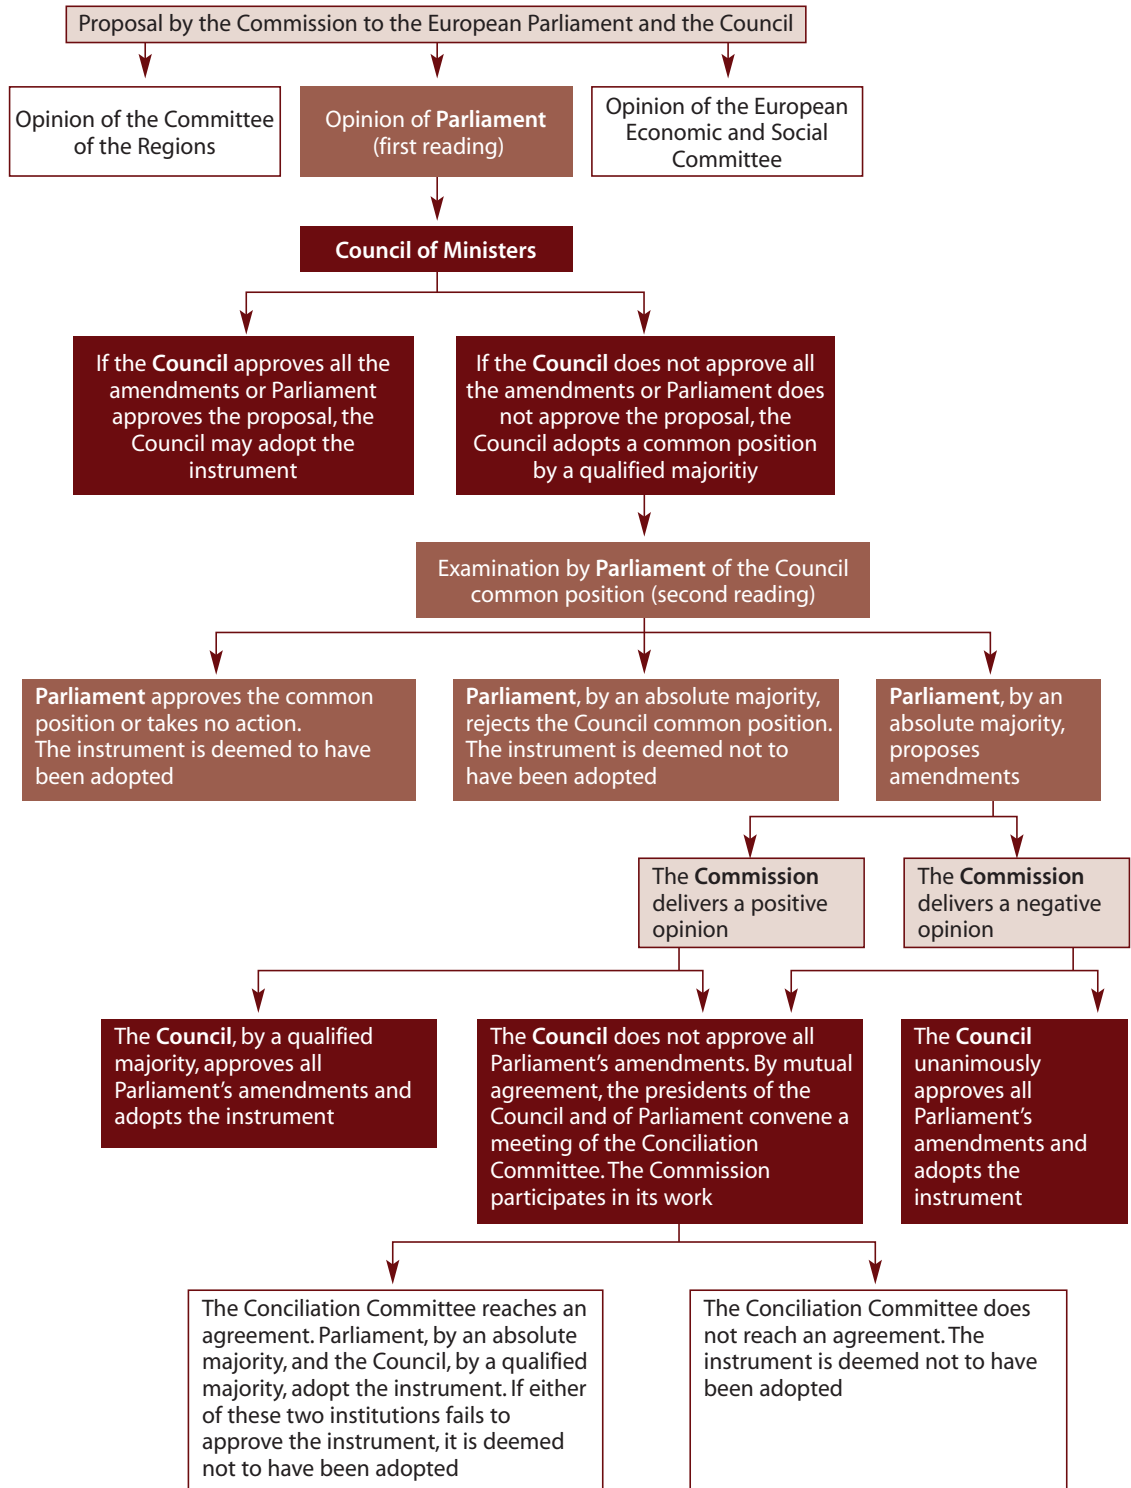 Proposal by the Commission to the European Parliament and the Council
Opinion of the Committee
of the Regions
Opinion of Parliament
(first reading)
Opinion of the European
Economic and Social
Committee
Council of Ministers
If the Council approves all the
amendments or Parliament
approves the proposal, the
Council may adopt the
instrument
If the Council does not approve all
the amendments or Parliament does
not approve the proposal, the
Council adopts a common position
by a qualified majoritiy
Examination by Parliament of the Council
common position (second reading)
Parliament approves the common
position or takes no action.
The instrument is deemed to have
been adopted
Parliament, by an absolute majority,
rejects the Council common position.
The instrument is deemed not to
have been adopted
Parliament, by an
absolute majority,
proposes
amendments
The Commission
delivers a positive
opinion
The Commission
delivers a negative
opinion
The Council, by a qualified
majority, approves all
Parliament's amendments and
adopts the instrument
The Council does not approve all
Parliament's amendments. By mutual
agreement, the presidents of the
Council and of Parliament convene a
meeting of the Conciliation
Committee. The Commission
participates in its work
The Council
unanimously
approves all
Parliament's
amendments and
adopts the
instrument
The Conciliation Committee reaches an
agreement. Parliament, by an absolute
majority, and the Council, by a qualified
majority, adopt the instrument. If either
of these two institutions fails to
approve the instrument, it is deemed
not to have been adopted
The Conciliation Committee does
not reach an agreement. The
instrument is deemed not to have
been adopted